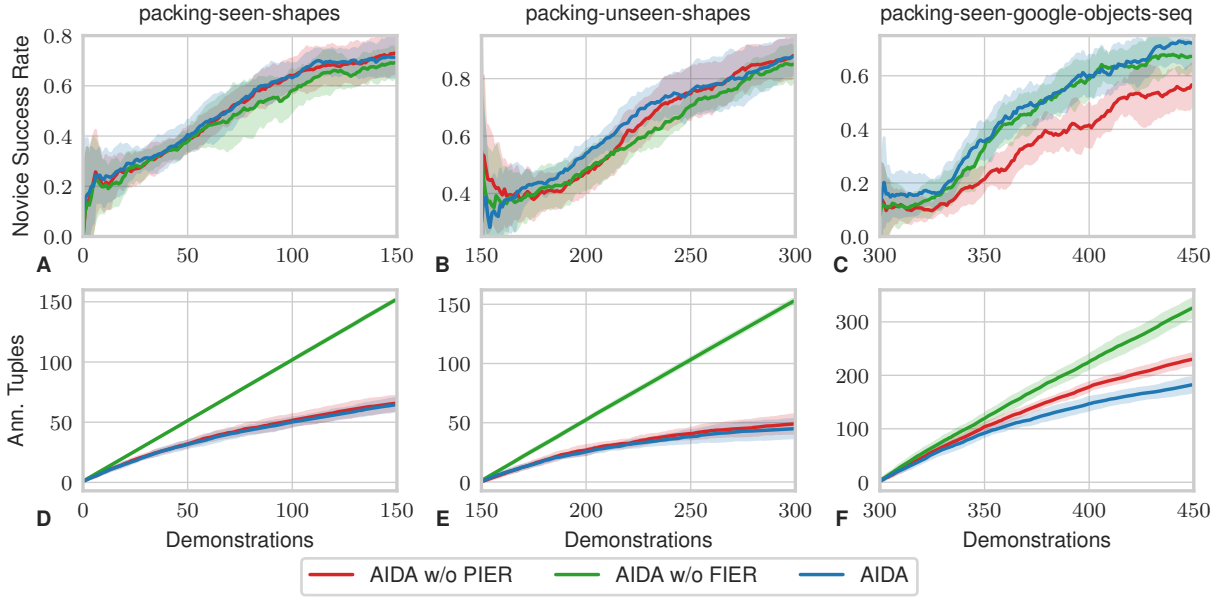 packing-seen-shapes
packing-unseen-shapes
packing-seen-google-objects-seq
Novice Success Rate
0.8
0.6
0.4
0.2
0.0
0 50 100 150
A
0.8
0.6
0.4
150 200 250 300
B
0.6
0.4
0.2
0.0
300 350 400 450
C
Ann. Tuples
150
100
50
0
0 50 100 150
D
Demonstrations
150
100
50
0
150 200 250 300
E
Demonstrations
300
200
100
0
300 350 400 450
F
Demonstrations
AIDA w/o PIER AIDA w/o FIER AIDA